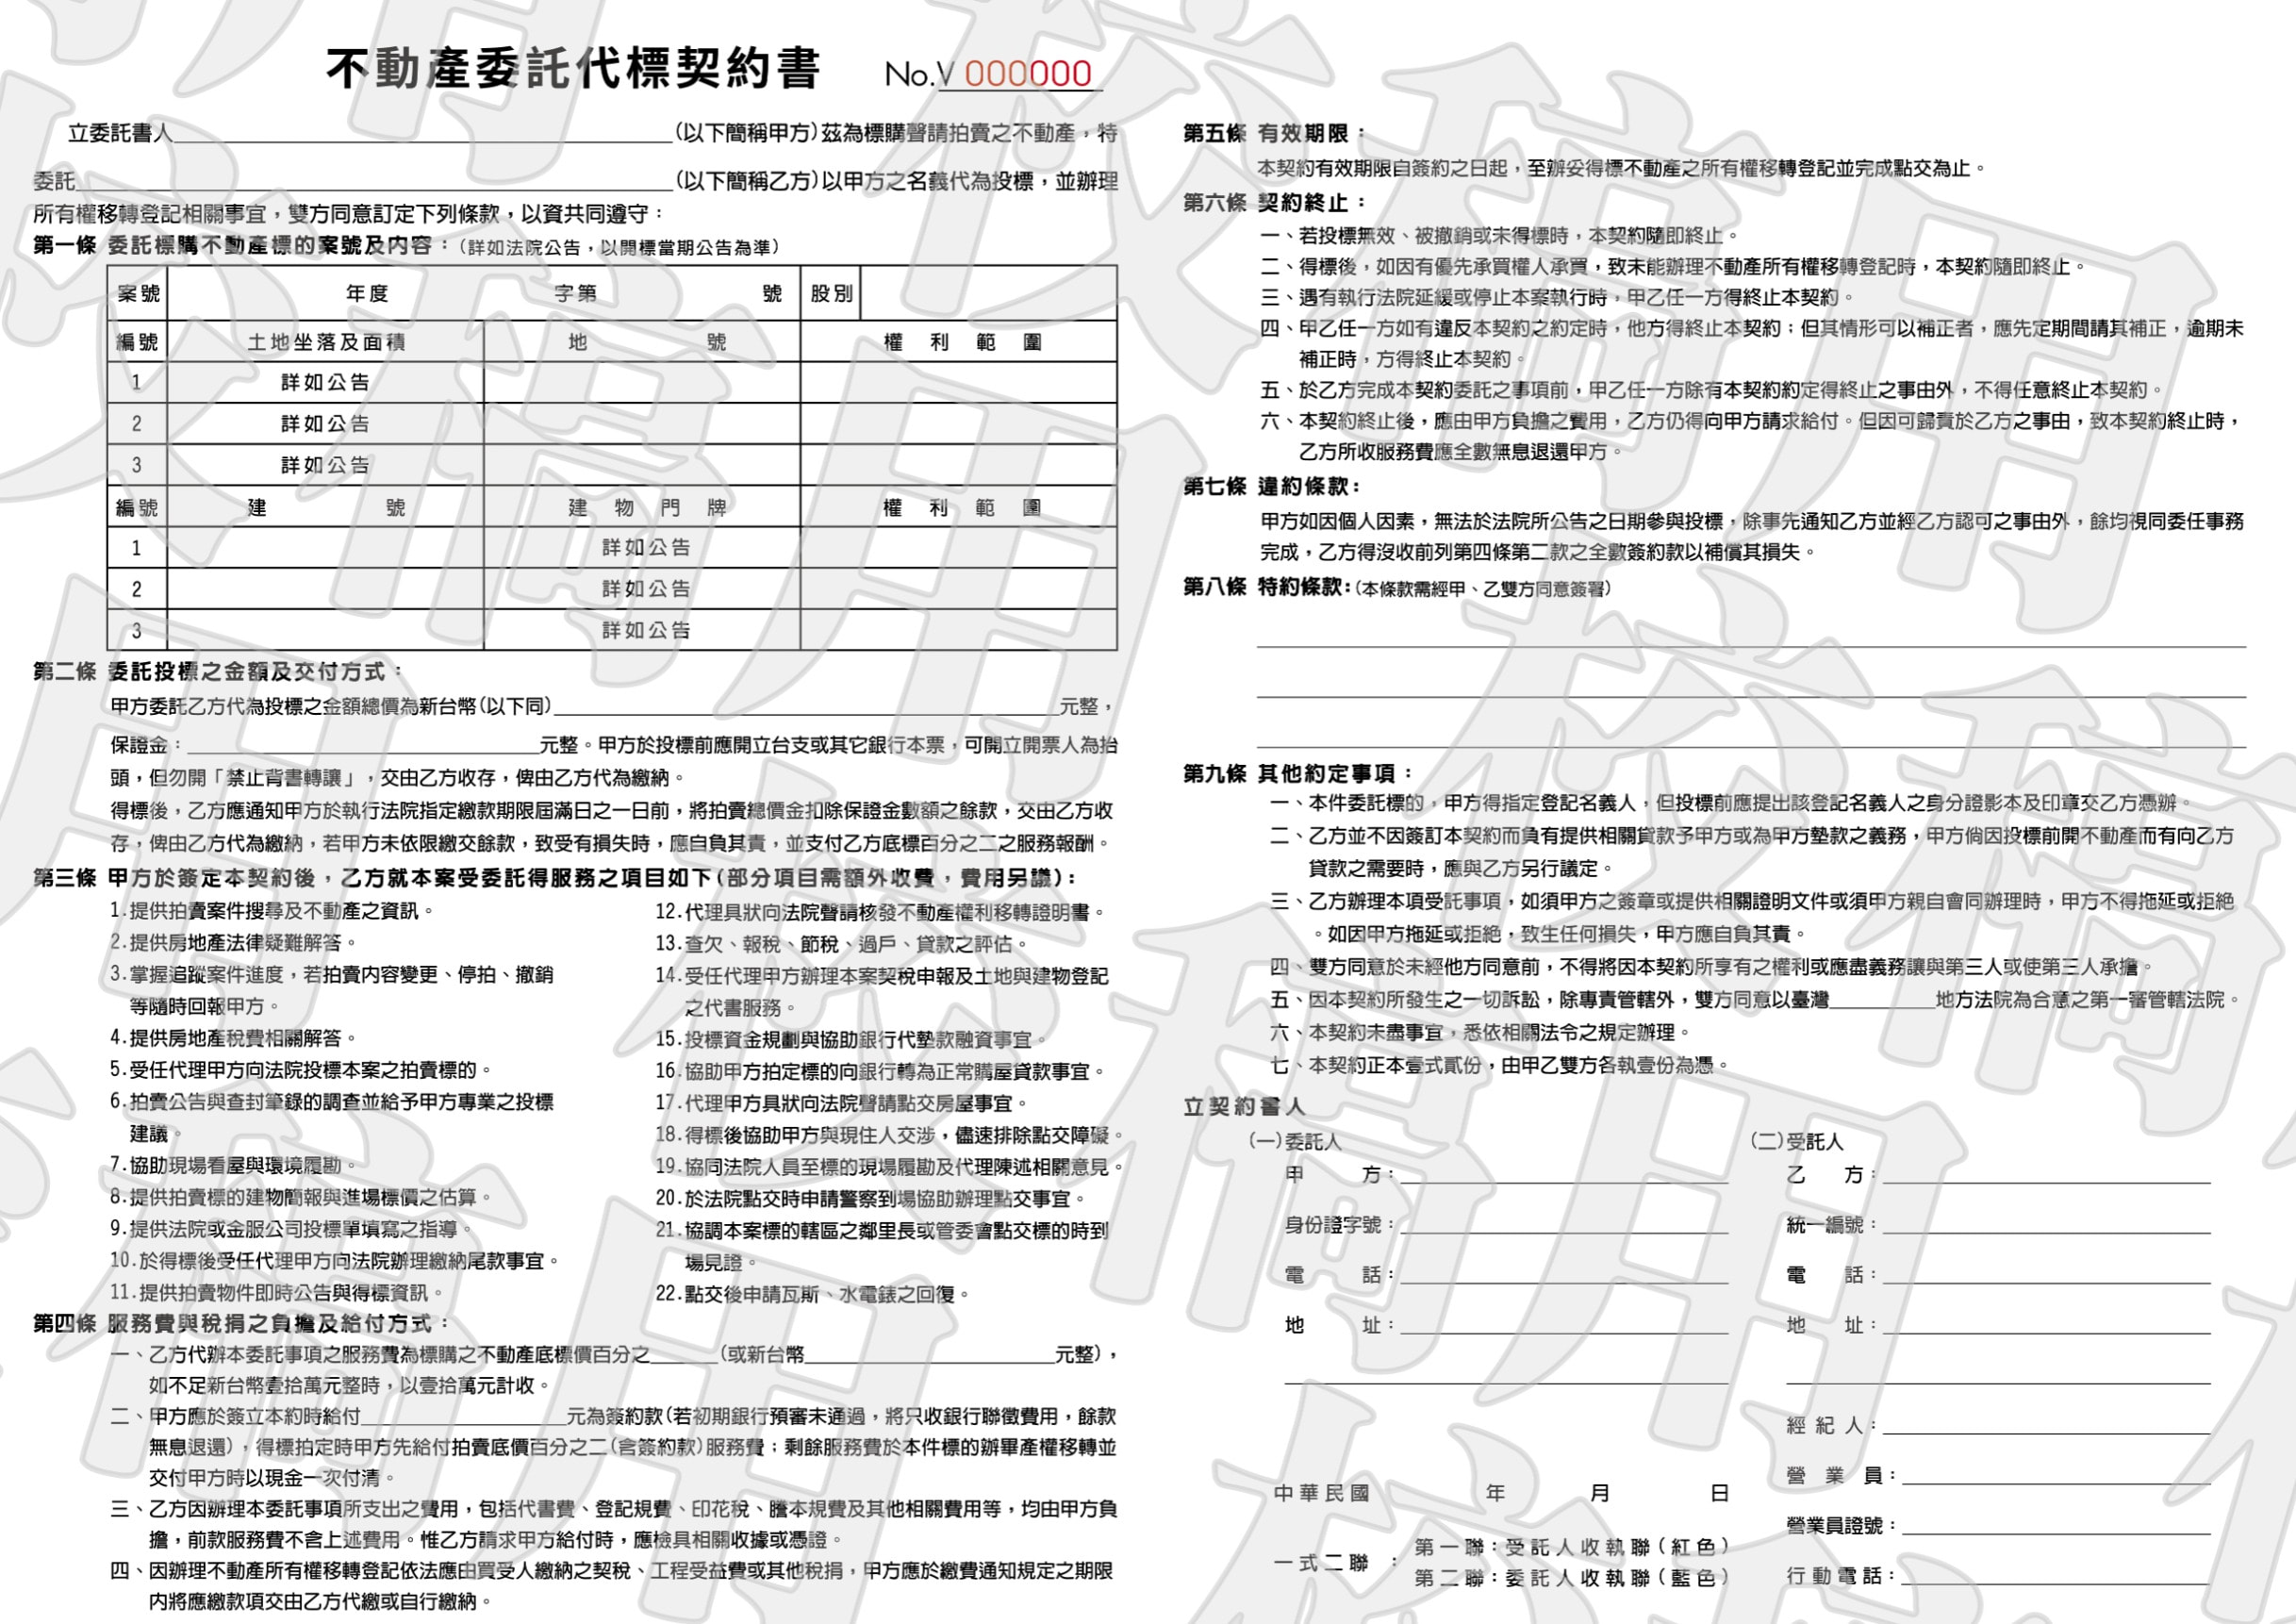 不動產委託代標契約書 No.V 000000
立委託書人＿＿＿＿＿＿(以下簡稱甲方)茲為標購聲請拍賣之不動產，特
委託＿＿＿＿＿＿(以下簡稱乙方)以甲方之名義代為投標，並辦理
所有權移轉登記相關事宜，雙方同意訂定下列條款，以資共同遵守：
第一條 委託標購不動產標的案號及內容：(詳如法院公告，以開標當期公告為準)
案號 年度 字第 號 股別
編號 土地坐落及面積 地 號 權利範圍
1 詳如公告
2 詳如公告
3 詳如公告
編號 建 號 建物門牌 權利範圍
1 詳如公告
2 詳如公告
3 詳如公告
第二條 委託投標之金額及交付方式：
甲方委託乙方代為投標之金額總價為新台幣(以下同)＿＿＿＿＿＿元整，
保證金：＿＿＿＿＿＿元整。甲方於投標前應開立台支或其它銀行本票，可開立開票人為抬
頭，但勿開「禁止背書轉讓」，交由乙方收存，俾由乙方代為繳納。
得標後，乙方應通知甲方於執行法院指定繳款期限屆滿日之一日前，將拍賣總價金扣除保證金數額之餘款，交由乙方收
存，俾由乙方代為繳納，若甲方未依限繳交餘款，致受有損失時，應自負其責，並支付乙方底標百分之二之服務報酬。
第三條 甲方於簽定本契約後，乙方就本案受委託得服務之項目如下(部分項目需額外收費，費用另議)：
1.提供拍賣案件搜尋及不動產之資訊。
2.提供房地產法律疑難解答。
3.掌握追蹤案件進度，若拍賣內容變更、停拍、撤銷
等隨時回報甲方。
4.提供房地產稅費相關解答。
5.受任代理甲方向法院投標本案之拍賣標的。
6.拍賣公告與查封筆錄的調查並給予甲方專業之投標
建議。
7.協助現場看屋與環境履勘。
8.提供拍賣標的建物簡報與進場標價之估算。
9.提供法院或金服公司投標單填寫之指導。
10.於得標後受任代理甲方向法院辦理繳納尾款事宜。
11.提供拍賣物件即時公告與得標資訊。
12.代理具狀向法院聲請核發不動產權利移轉證明書。
13.查欠、報稅、節稅、過戶、貸款之評估。
14.受任代理甲方辦理本案契稅申報及土地與建物登記
之代書服務。
15.投標資金規劃與協助銀行代墊款融資事宜。
16.協助甲方拍定標的向銀行轉為正常購屋貸款事宜。
17.代理甲方具狀向法院聲請點交房屋事宜。
18.得標後協助甲方與現住人交涉，儘速排除點交障礙。
19.協同法院人員至標的現場履勘及代理陳述相關意見。
20.於法院點交時申請警察到場協助辦理點交事宜。
21.協調本案標的轄區之鄰里長或管委會點交標的時到
場見證。
22.點交後申請瓦斯、水電錶之回復。
第四條 服務費與稅捐之負擔及給付方式：
一、乙方代辦本委託事項之服務費為標購之不動產底標價百分之＿＿＿(或新台幣＿＿＿＿＿＿元整)，
如不足新台幣壹拾萬元整時，以壹拾萬元計收。
二、甲方應於簽立本約時給付＿＿＿＿＿＿元為簽約款(若初期銀行預審未通過，將只收銀行聯徵費用，餘款
無息退還)，得標拍定時甲方先給付拍賣底價百分之二(含簽約款)服務費；剩餘服務費於本件標的辦畢產權移轉並
交付甲方時以現金一次付清。
三、乙方因辦理本委託事項所支出之費用，包括代書費、登記規費、印花稅、謄本規費及其他相關費用等，均由甲方負
擔，前款服務費不含上述費用。惟乙方請求甲方給付時，應檢具相關收據或憑證。
四、因辦理不動產所有權移轉登記依法應由買受人繳納之契稅、工程受益費或其他稅捐，甲方應於繳費通知規定之期限
內將應繳款項交由乙方代繳或自行繳納。
第五條 有效期限：
本契約有效期限自簽約之日起，至辦妥得標不動產之所有權移轉登記並完成點交為止。
第六條 契約終止：
一、若投標無效、被撤銷或未得標時，本契約隨即終止。
二、得標後，如因有優先承買權人承買，致未能辦理不動產所有權移轉登記時，本契約隨即終止。
三、遇有執行法院延緩或停止本案執行時，甲乙任一方得終止本契約。
四、甲乙任一方如有違反本契約之約定時，他方得終止本契約；但其情形可以補正者，應先定期間請其補正，逾期未
補正時，方得終止本契約。
五、於乙方完成本契約委託之事項前，甲乙任一方除有本契約約定得終止之事由外，不得任意終止本契約。
六、本契約終止後，應由甲方負擔之費用，乙方仍得向甲方請求給付。但因可歸責於乙方之事由，致本契約終止時，
乙方所收服務費應全數無息退還甲方。
第七條 違約條款：
甲方如因個人因素，無法於法院所公告之日期參與投標，除事先通知乙方並經乙方認可之事由外，餘均視同委任事務
完成，乙方得沒收前列第四條第二款之全數簽約款以補償其損失。
第八條 特約條款：(本條款需經甲、乙雙方同意簽署)
第九條 其他約定事項：
一、本件委託標的，甲方得指定登記名義人，但投標前應提出該登記名義人之身分證影本及印章交乙方憑辦。
二、乙方並不因簽訂本契約而負有提供相關貸款予甲方或為甲方墊款之義務，甲方倘因投標前開不動產而有向乙方
貸款之需要時，應與乙方另行議定。
三、乙方辦理本項受託事項，如須甲方之簽章或提供相關證明文件或須甲方親自會同辦理時，甲方不得拖延或拒絕
。如因甲方拖延或拒絕，致生任何損失，甲方應自負其責。
四、雙方同意於未經他方同意前，不得將因本契約所享有之權利或應盡義務讓與第三人或使第三人承擔。
五、因本契約所發生之一切訴訟，除專責管轄外，雙方同意以臺灣＿＿＿＿地方法院為合意之第一審管轄法院。
六、本契約未盡事宜，悉依相關法令之規定辦理。
七、本契約正本壹式貳份，由甲乙雙方各執壹份為憑。
立契約書人
(一)委託人
甲 方：
身份證字號：
電 話：
地 址：
(二)受託人
乙 方：
統一編號：
電 話：
地 址：
經紀人：
營業員：
營業員證號：
行動電話：
中華民國 年 月 日
一式二聯：
第一聯：受託人收執聯(紅色)
第二聯：委託人收執聯(藍色)
校稿用